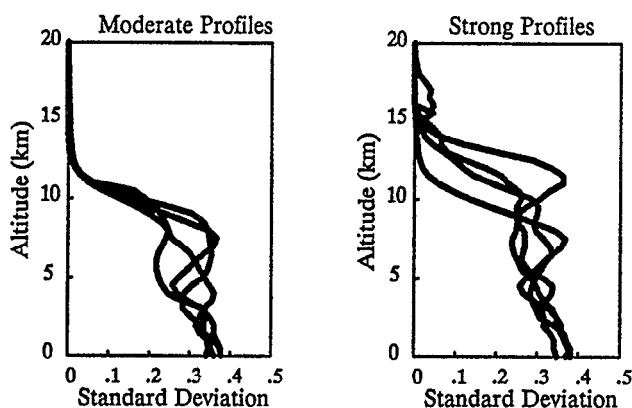 Moderate Profiles
20
15
10
5
0
Altitude (km)
0 .1 .2 .3 .4 .5
Standard Deviation
Strong Profiles
20
15
10
5
0
Altitude (km)
0 .1 .2 .3 .4 .5
Standard Deviation